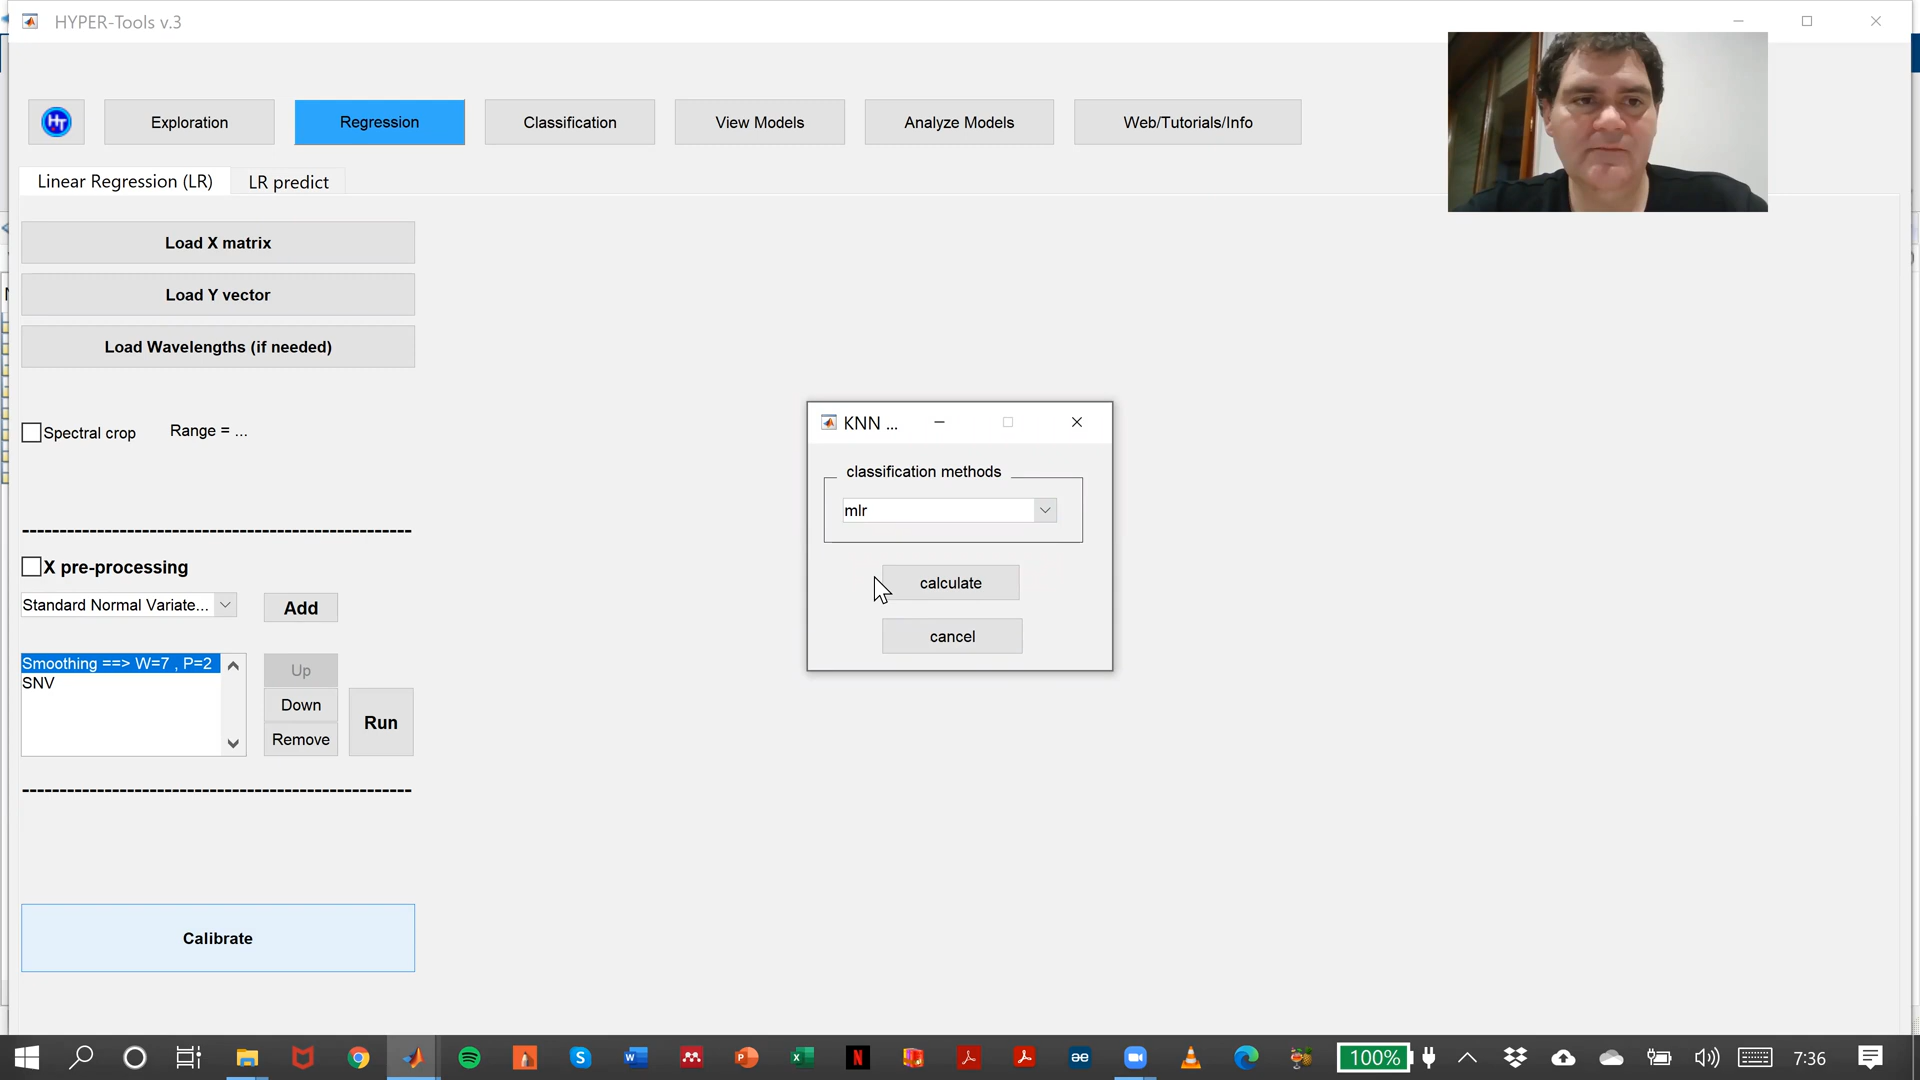 HYPER-Tools v.3
HT
Exploration
Regression
Classification
View Models
Analyze Models
Web/Tutorials/Info
Linear Regression (LR)
LR predict
Load X matrix
Load Y vector
Load Wavelengths (if needed)
Spectral crop
Range = ...
KNN ...
classification methods
mlr
calculate
cancel
------------------------------------------------
X pre-processing
Standard Normal Variate...
Add
Smoothing ==> W=7 , P=2
SNV
Up
Down
Remove
Run
------------------------------------------------
Calibrate
100%
7:36